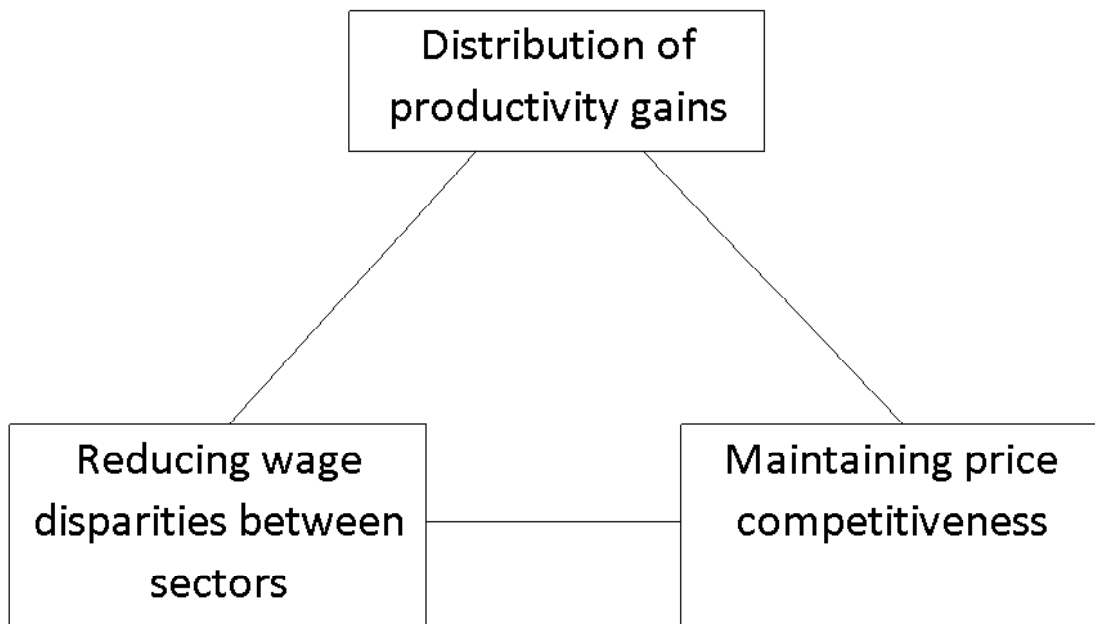 Distribution of
productivity gains
Reducing wage
disparities between
sectors
Maintaining price
competitiveness